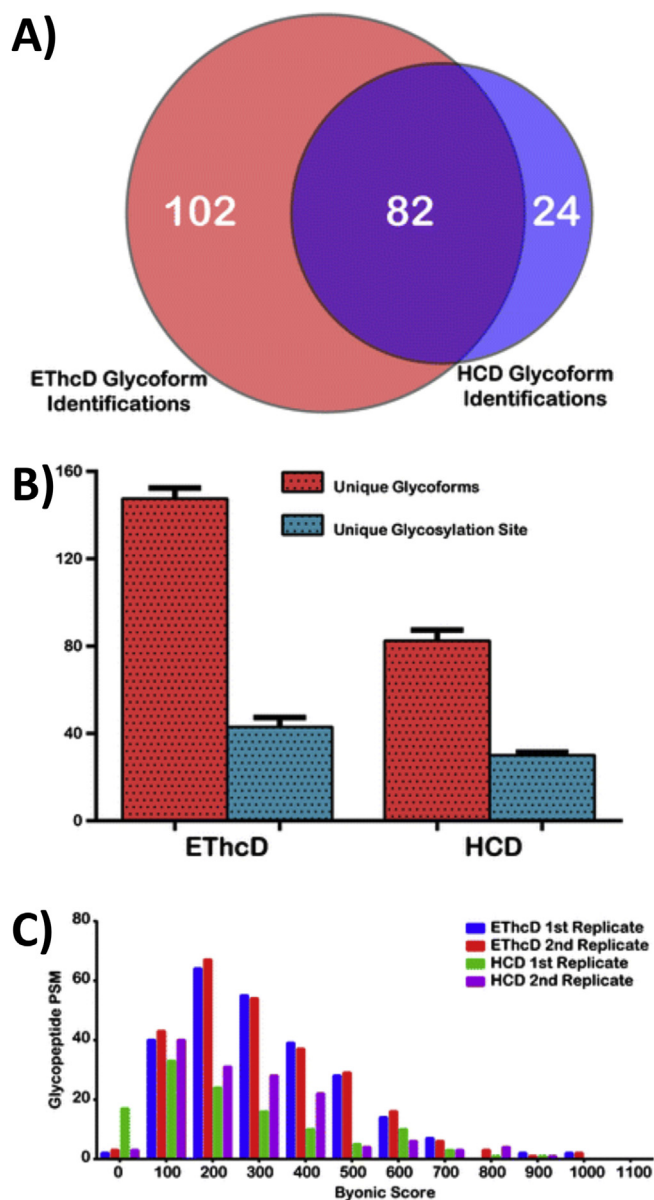 A)
102
82
24
EThcD Glycoform
Identifications
HCD Glycoform
Identifications
B)
160
120
80
40
0
Unique Glycoforms
Unique Glycosylation Site
EThcD
HCD
C)
80
60
40
20
0
Glycopeptide PSM
EThcD 1st Replicate
EThcD 2nd Replicate
HCD 1st Replicate
HCD 2nd Replicate
0 100 200 300 400 500 600 700 800 900 1000 1100
Byonic Score